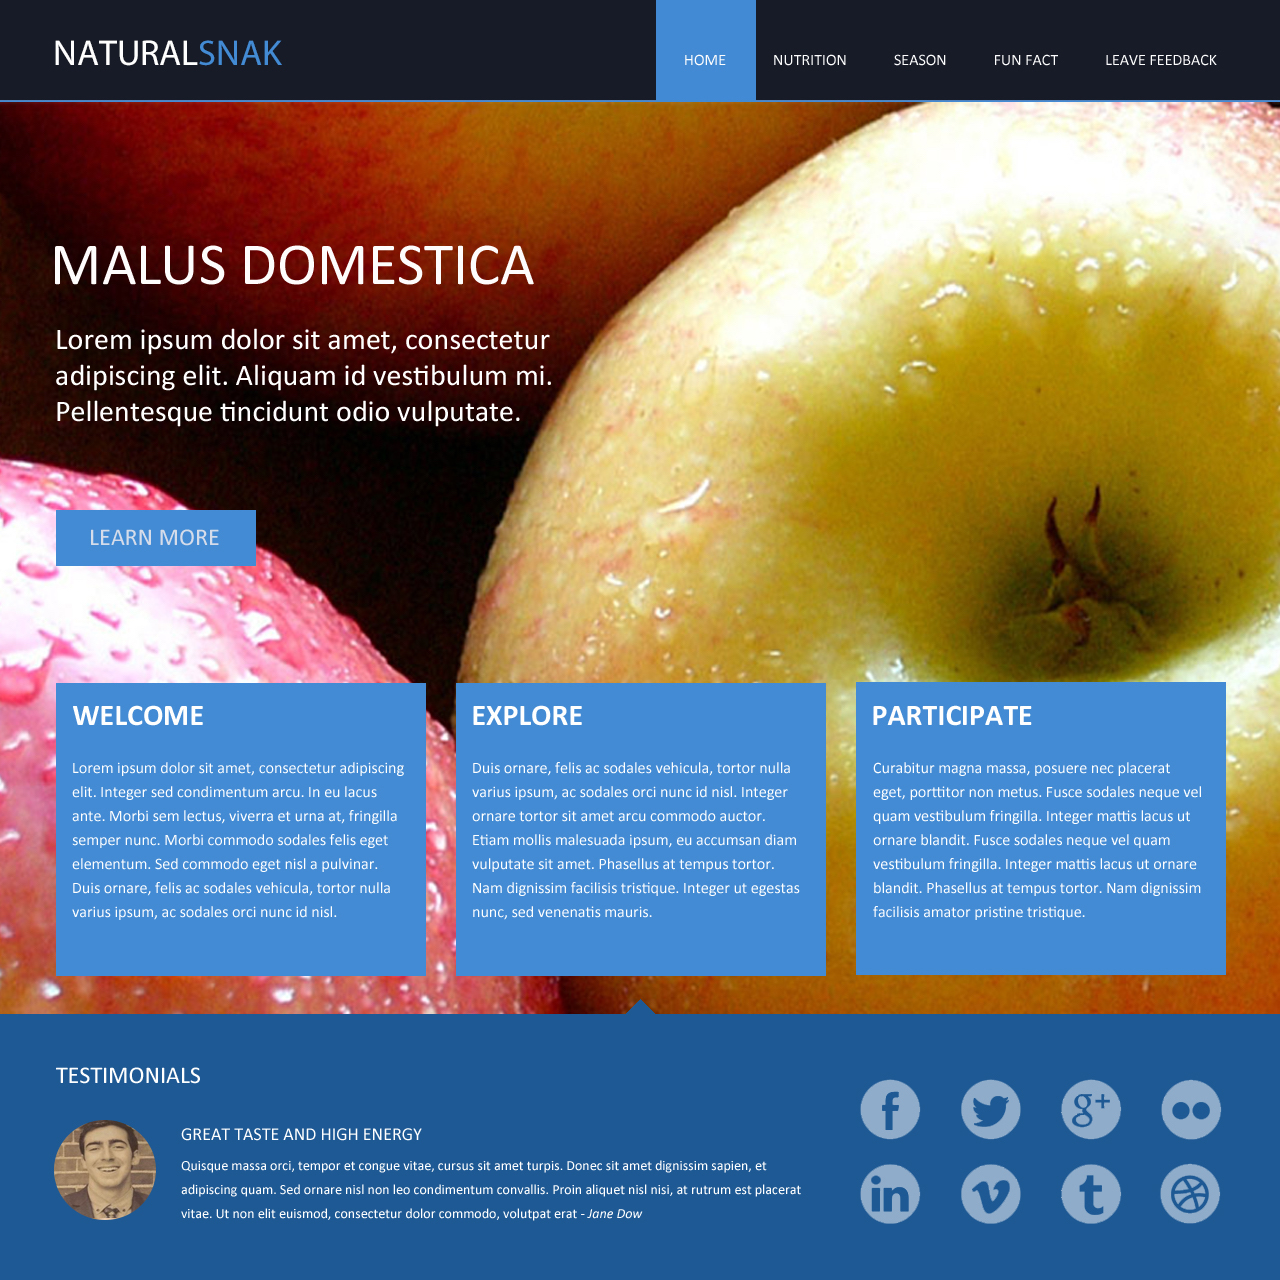 NATURALSNAK
HOME NUTRITION SEASON FUN FACT LEAVE FEEDBACK
MALUS DOMESTICA
Lorem ipsum dolor sit amet, consectetur
adipiscing elit. Aliquam id vestibulum mi.
Pellentesque tincidunt odio vulputate.
LEARN MORE
WELCOME
Lorem ipsum dolor sit amet, consectetur adipiscing
elit. Integer sed condimentum arcu. In eu lacus
ante. Morbi sem lectus, viverra et urna at, fringilla
semper nunc. Morbi commodo sodales felis eget
elementum. Sed commodo eget nisl a pulvinar.
Duis ornare, felis ac sodales vehicula, tortor nulla
varius ipsum, ac sodales orci nunc id nisl.
EXPLORE
Duis ornare, felis ac sodales vehicula, tortor nulla
varius ipsum, ac sodales orci nunc id nisl. Integer
ornare tortor sit amet arcu commodo auctor.
Etiam mollis malesuada ipsum, eu accumsan diam
vulputate sit amet. Phasellus at tempus tortor.
Nam dignissim facilisis tristique. Integer ut egestas
nunc, sed venenatis mauris.
PARTICIPATE
Curabitur magna massa, posuere nec placerat
eget, porttitor non metus. Fusce sodales neque vel
quam vestibulum fringilla. Integer mattis lacus ut
ornare blandit. Fusce sodales neque vel quam
vestibulum fringilla. Integer mattis lacus ut ornare
blandit. Phasellus at tempus tortor. Nam dignissim
facilisis amator pristine tristique.
TESTIMONIALS
GREAT TASTE AND HIGH ENERGY
Quisque massa orci, tempor et congue vitae, cursus sit amet turpis. Donec sit amet dignissim sapien, et
adipiscing quam. Sed ornare nisl non leo condimentum convallis. Proin aliquet nisl nisi, at rutrum est placerat
vitae. Ut non elit euismod, consectetur dolor commodo, volutpat erat - Jane Dow
f g+
in v t